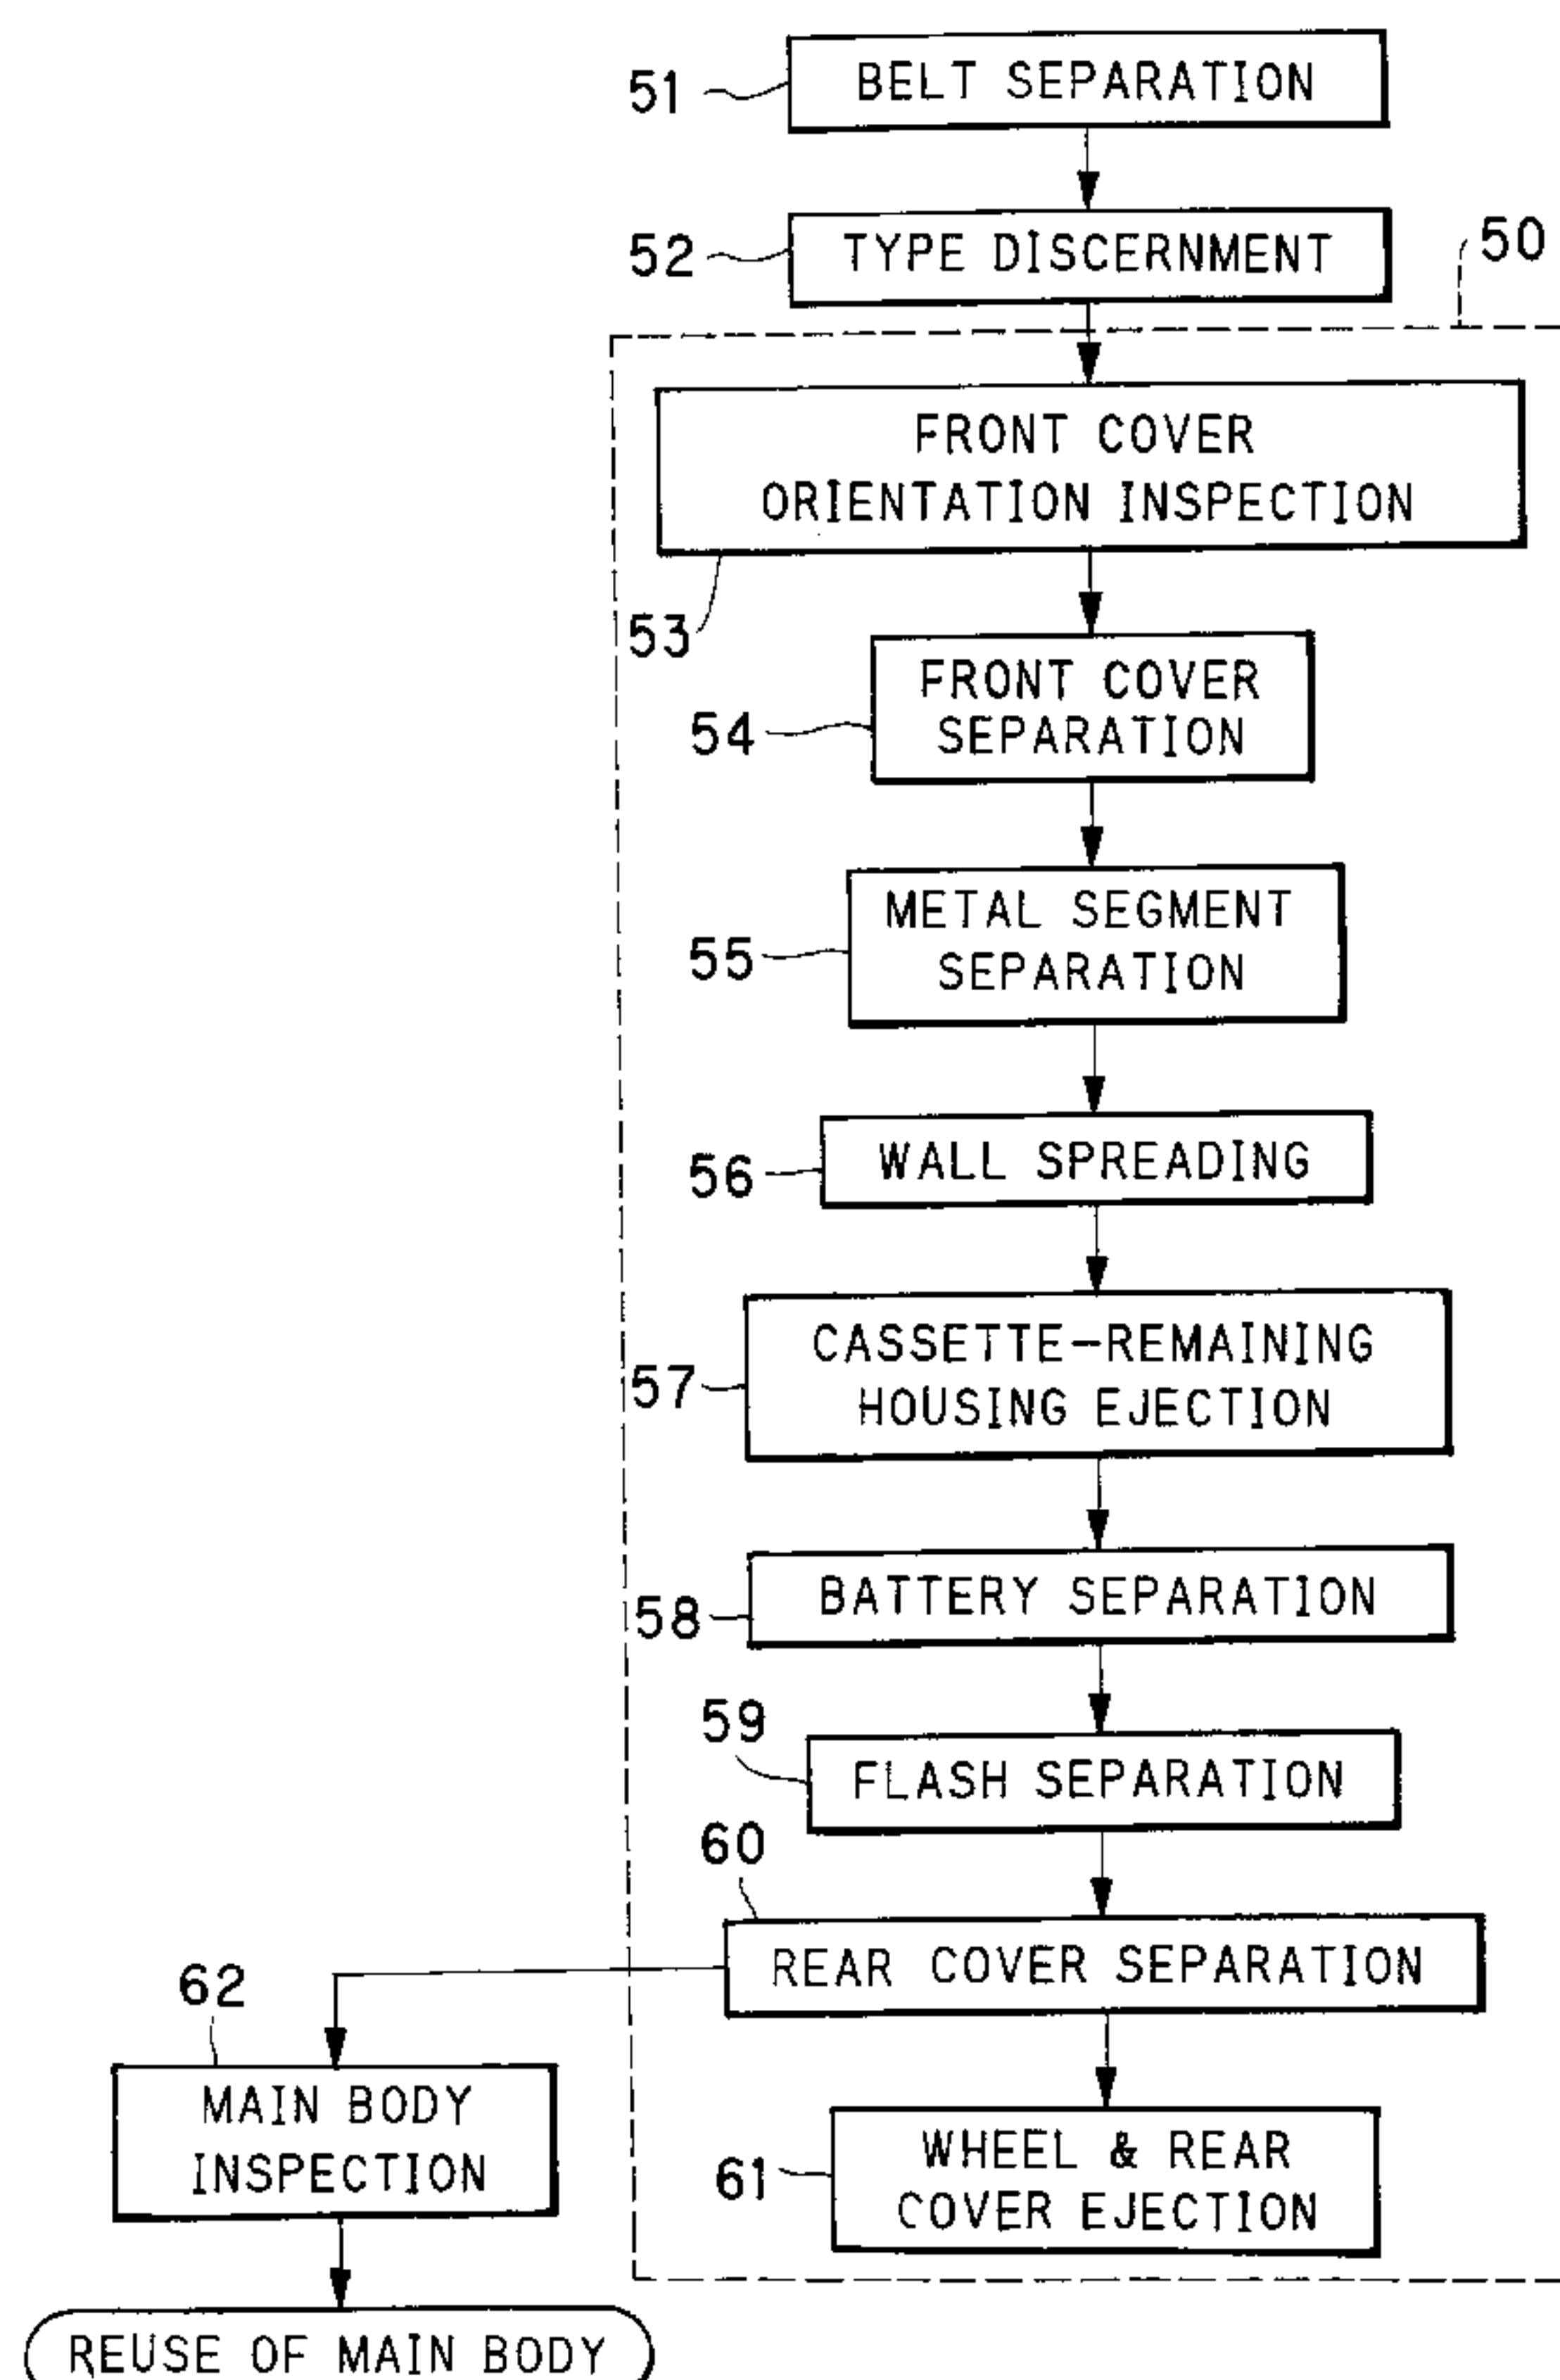 51
BELT SEPARATION
52
TYPE DISCERNMENT
50
FRONT COVER
ORIENTATION INSPECTION
53
FRONT COVER
SEPARATION
54
METAL SEGMENT
SEPARATION
55
WALL SPREADING
56
CASSETTE-REMAINING
HOUSING EJECTION
57
BATTERY SEPARATION
58
59
FLASH SEPARATION
60
REAR COVER SEPARATION
62
MAIN BODY
INSPECTION
WHEEL & REAR
COVER EJECTION
61
REUSE OF MAIN BODY